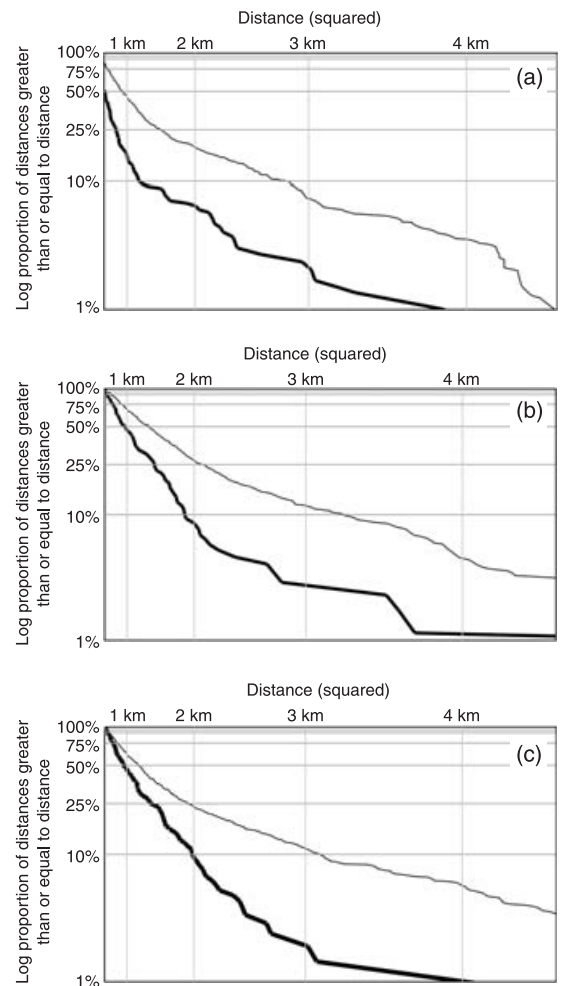 Distance (squared)
1 km 2 km 3 km 4 km
100%
75%
50%
25%
10%
1%
(a)
Log proportion of distances greater
than or equal to distance
Distance (squared)
1 km 2 km 3 km 4 km
100%
75%
50%
25%
10%
1%
(b)
Log proportion of distances greater
than or equal to distance
Distance (squared)
1 km 2 km 3 km 4 km
100%
75%
50%
25%
10%
1%
(c)
Log proportion of distances greater
than or equal to distance